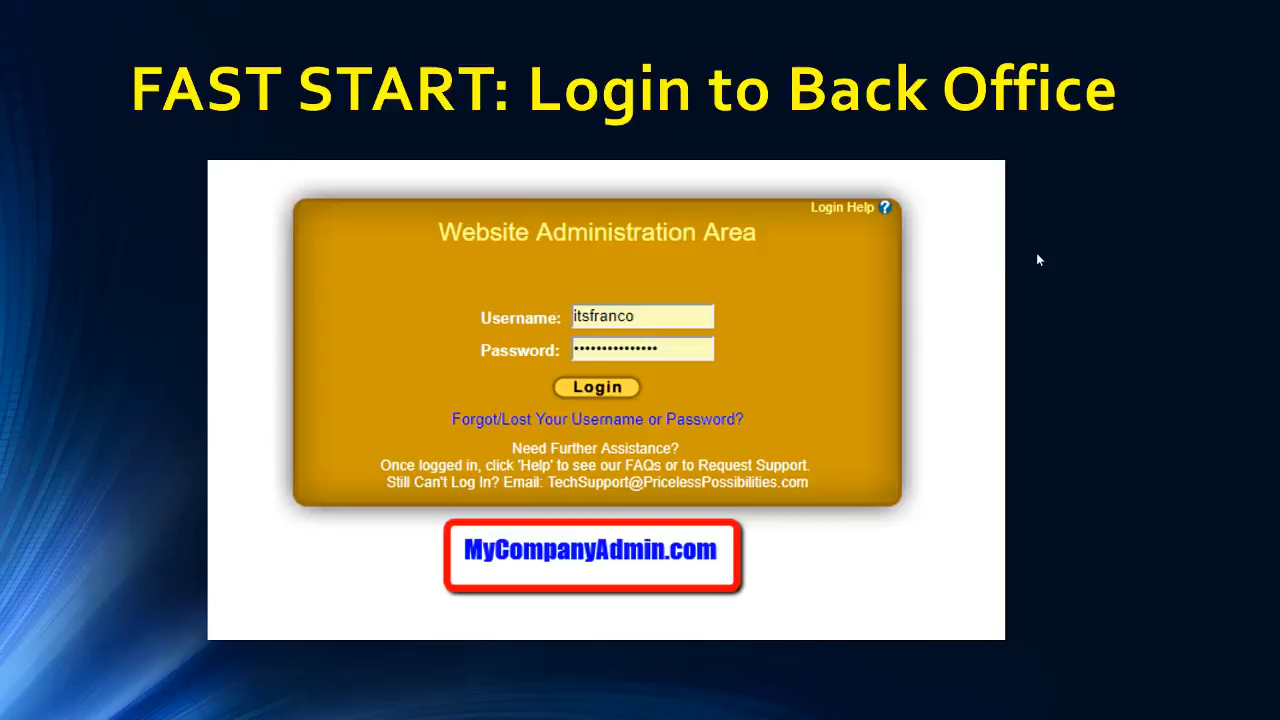 FAST START: Login to Back Office
Login Help ?
Website Administration Area
Username: itsfranco
Password: •••••••••••••••
Login
Forgot/Lost Your Username or Password?
Need Further Assistance?
Once logged in, click 'Help' to see our FAQs or to Request Support.
Still Can't Log In? Email: TechSupport@PricelessPossibilities.com
MyCompanyAdmin.com